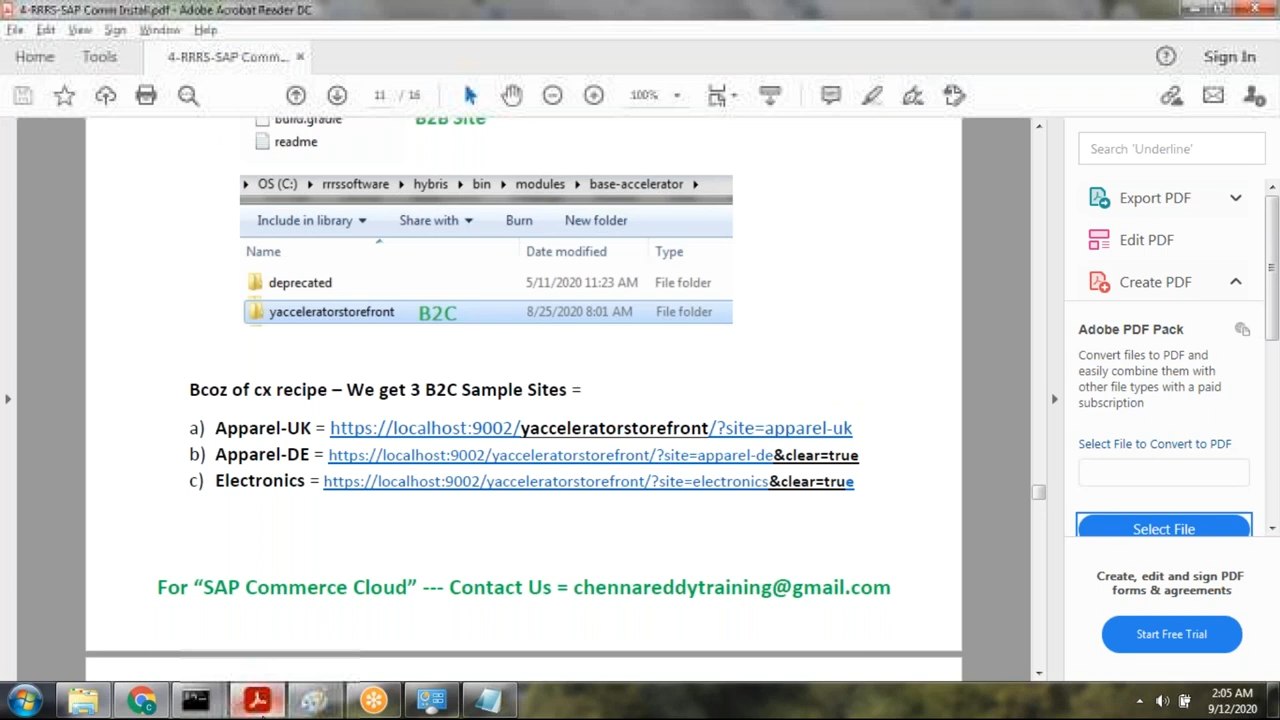 4-RRRS-SAP Comm Install.pdf - Adobe Acrobat Reader DC
File Edit View Sign Window Help
Home Tools 4-RRRS-SAP Comm... × Sign In
11 / 16 100%
build.gradle B2B Site
readme
OS (C:) rrrssoftware hybris bin modules base-accelerator
Include in library Share with Burn New folder
Name Date modified Type
deprecated 5/11/2020 11:23 AM File folder
yacceleratorstorefront B2C 8/25/2020 8:01 AM File folder
Bcoz of cx recipe – We get 3 B2C Sample Sites =
a) Apparel-UK = https://localhost:9002/yacceleratorstorefront/?site=apparel-uk
b) Apparel-DE = https://localhost:9002/yacceleratorstorefront/?site=apparel-de&clear=true
c) Electronics = https://localhost:9002/yacceleratorstorefront/?site=electronics&clear=true
For “SAP Commerce Cloud” --- Contact Us = chennareddytraining@gmail.com
Search 'Underline'
Export PDF
Edit PDF
Create PDF
Adobe PDF Pack
Convert files to PDF and
easily combine them with
other file types with a paid
subscription
Select File to Convert to PDF
Select File
Create, edit and sign PDF
forms & agreements
Start Free Trial
2:05 AM
9/12/2020